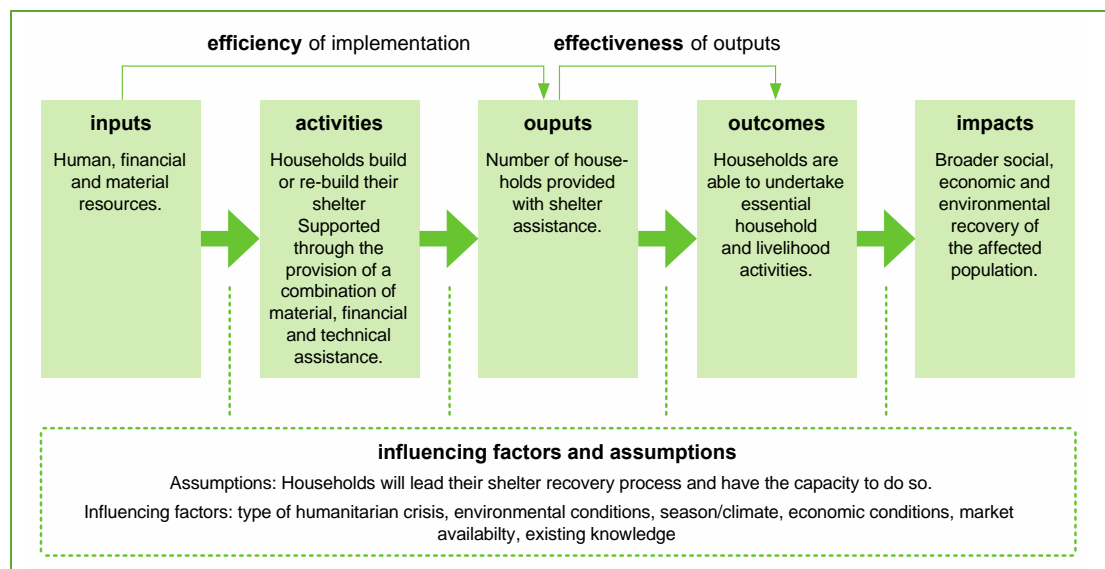 efficiency of implementation
effectiveness of outputs
inputs
Human, financial
and material
resources.
activities
Households build
or re-build their
shelter
Supported
through the
provision of a
combination of
material, financial
and technical
assistance.
ouputs
Number of house-
holds provided
with shelter
assistance.
outcomes
Households are
able to undertake
essential
household
and livelihood
activities.
impacts
Broader social,
economic and
environmental
recovery of
the affected
population.
influencing factors and assumptions
Assumptions: Households will lead their shelter recovery process and have the capacity to do so.
Influencing factors: type of humanitarian crisis, environmental conditions, season/climate, economic conditions, market
availabilty, existing knowledge